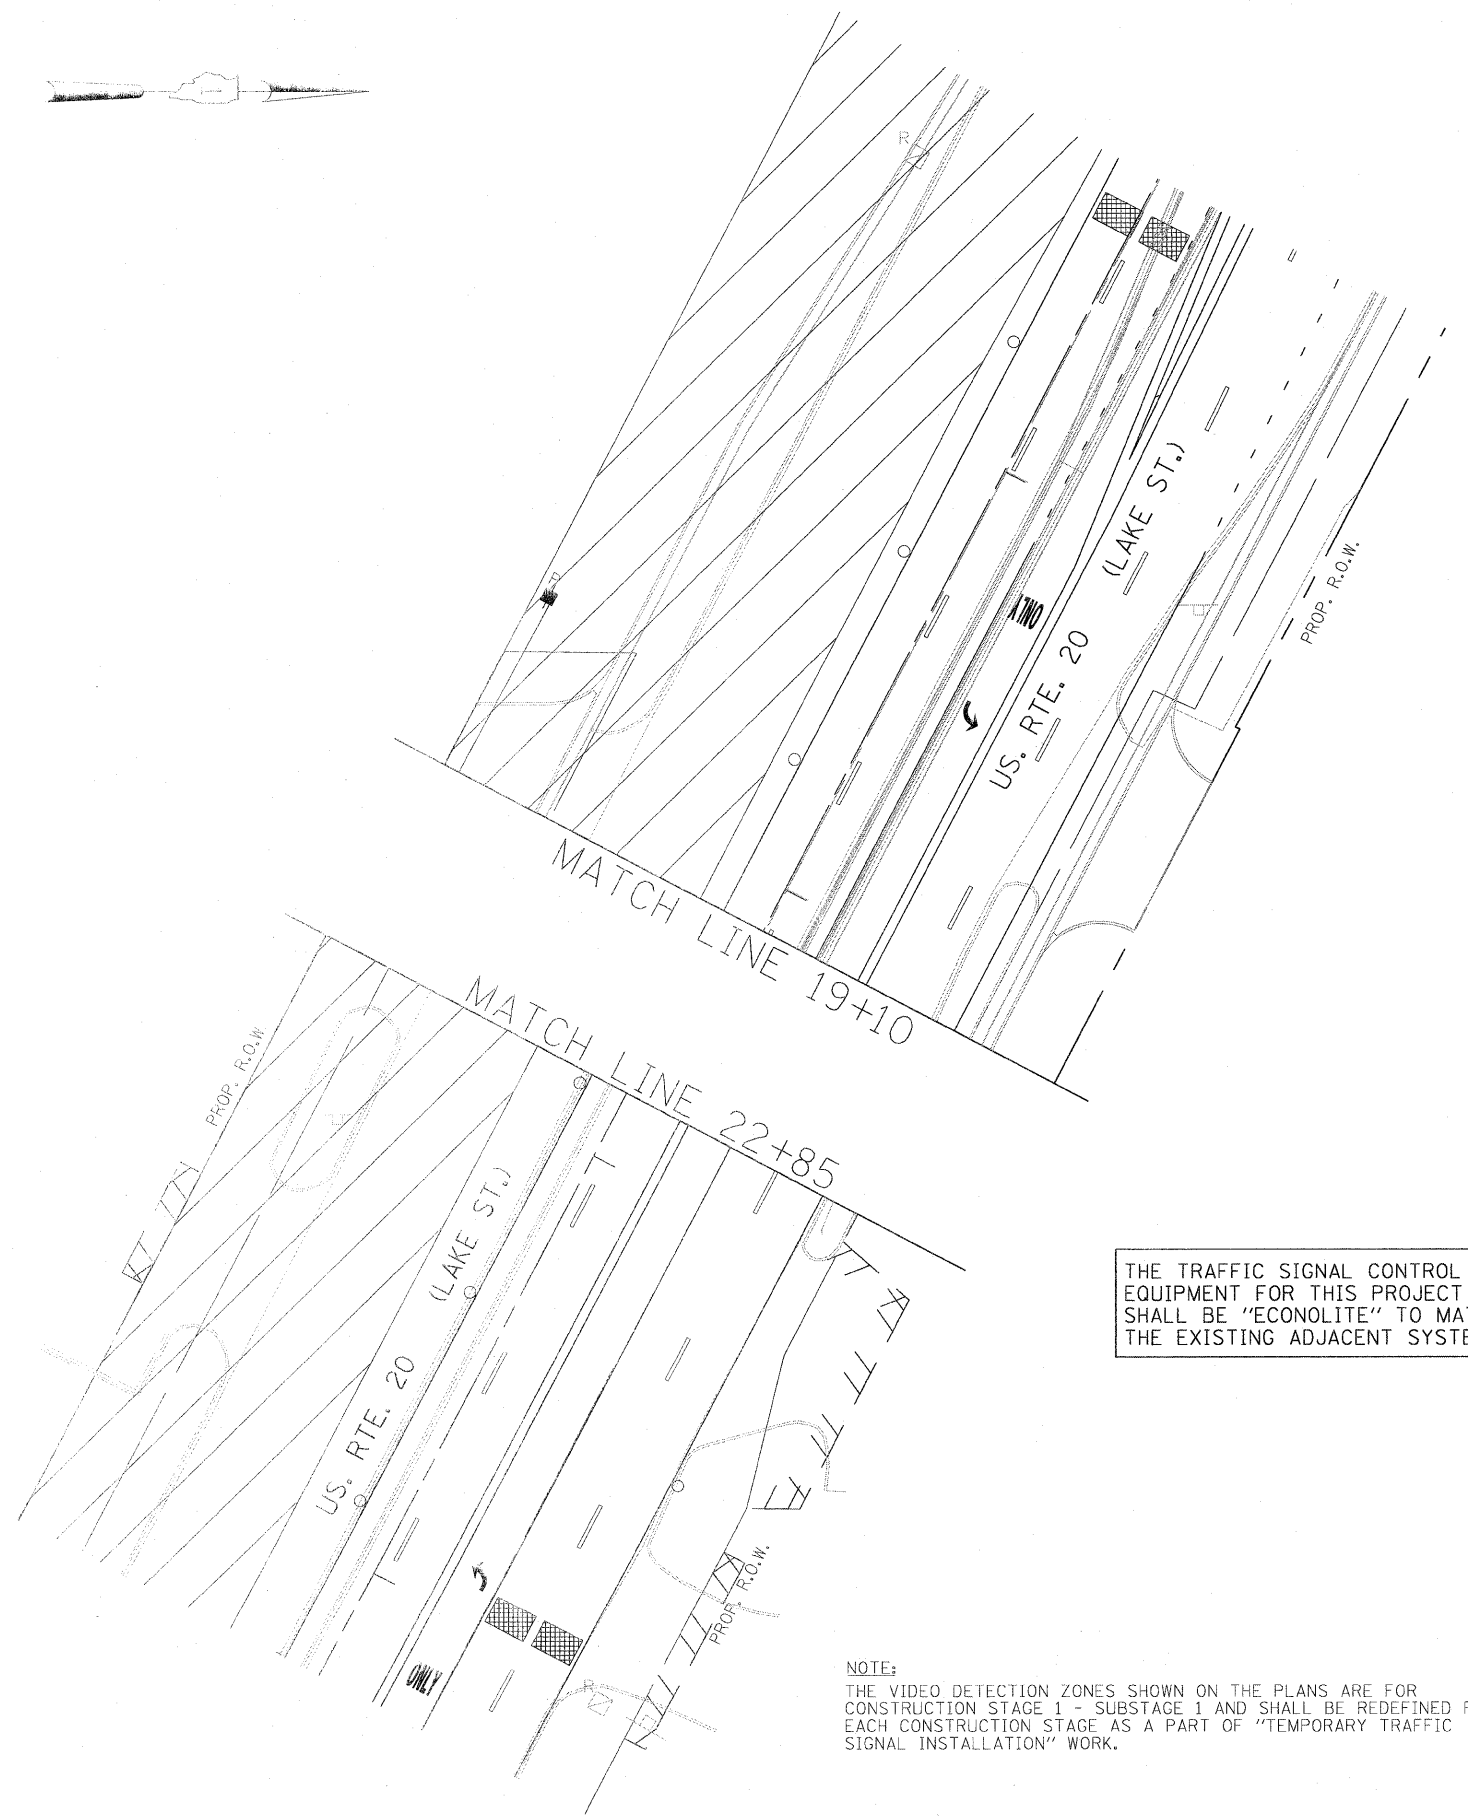 R
(LAKE ST.)
ONLY
US. RTE. 20
PROP. R.O.W.
P
P
MATCH LINE 19+10
MATCH LINE 22+85
PROP. R.O.W
(LAKE ST.)
US. RTE. 20
ONLY
PROP. R.O.W.
R
THE TRAFFIC SIGNAL CONTROL
EQUIPMENT FOR THIS PROJECT
SHALL BE "ECONOLITE" TO
THE EXISTING ADJACENT
NOTE:
THE VIDEO DETECTION ZONES SHOWN ON THE PLANS ARE FOR
CONSTRUCTION STAGE 1 - SUBSTAGE 1 AND SHALL BE REDEFINED
EACH CONSTRUCTION STAGE AS A PART OF "TEMPORARY TRAFFIC
SIGNAL INSTALLATION" WORK.